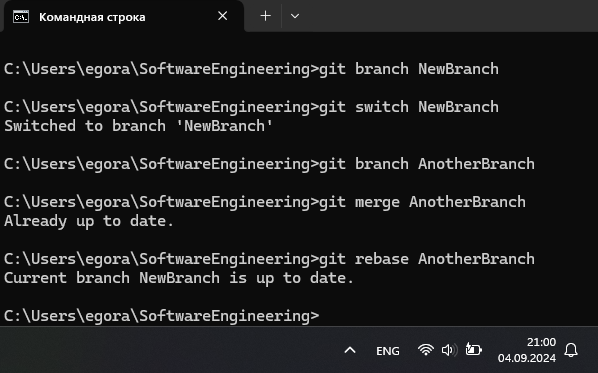 Командная строка
C:\Users\egora\SoftwareEngineering>git branch NewBranch
C:\Users\egora\SoftwareEngineering>git switch NewBranch
Switched to branch 'NewBranch'
C:\Users\egora\SoftwareEngineering>git branch AnotherBranch
C:\Users\egora\SoftwareEngineering>git merge AnotherBranch
Already up to date.
C:\Users\egora\SoftwareEngineering>git rebase AnotherBranch
Current branch NewBranch is up to date.
C:\Users\egora\SoftwareEngineering>
ENG
21:00
04.09.2024